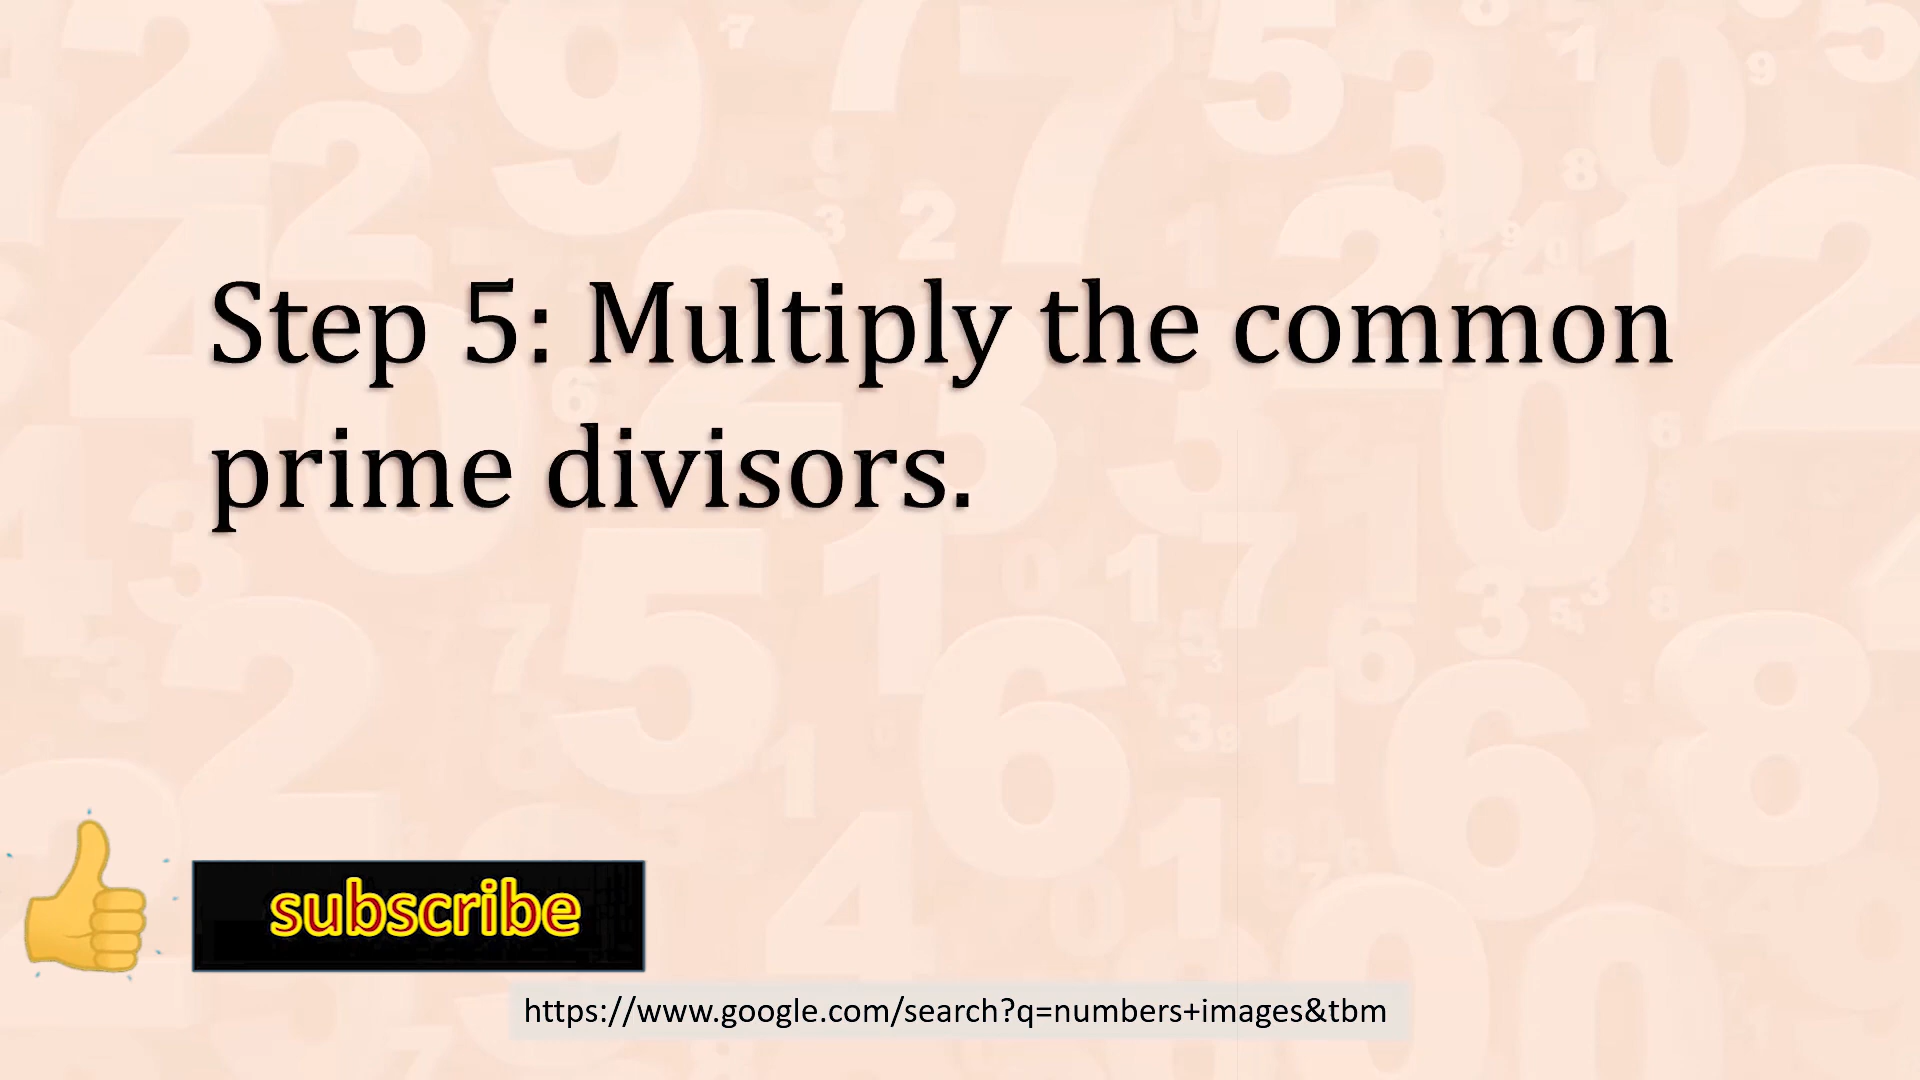 Step 5: Multiply the common
prime divisors.
subscribe
https://www.google.com/search?q=numbers+images&tbm